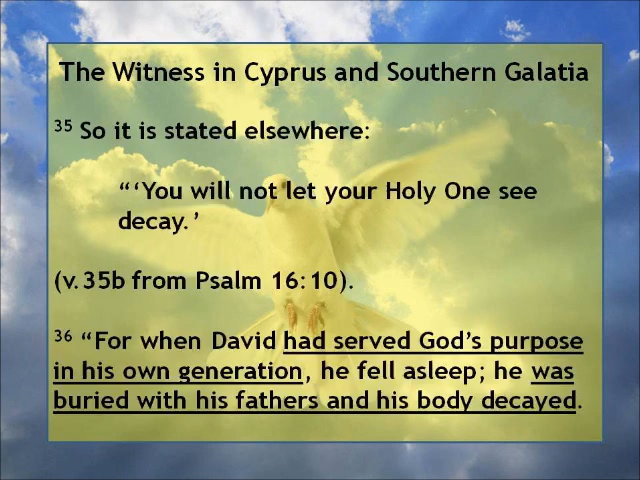 The Witness in Cyprus and Southern Galatia
35 So it is stated elsewhere:
“‘You will not let your Holy One see
decay.’
(v.35b from Psalm 16:10).
36 “For when David had served God’s purpose
in his own generation, he fell asleep; he was
buried with his fathers and his body decayed.